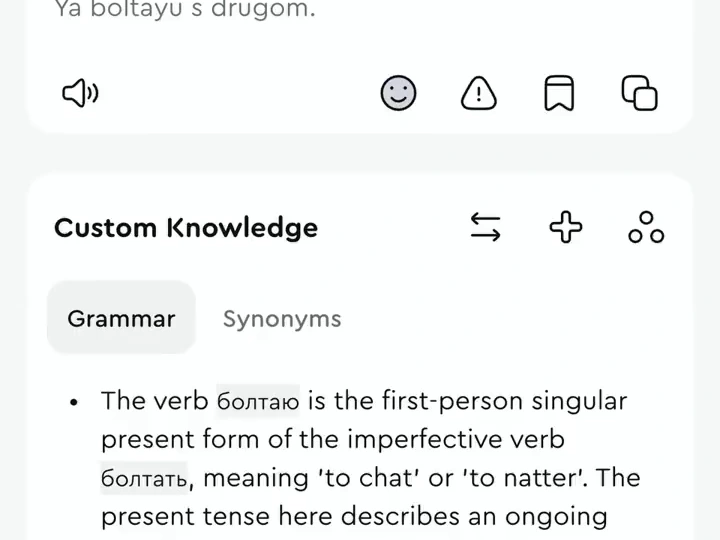 Ya boltayu s drugom.
Custom Knowledge
Grammar
Synonyms
• The verb болтаю is the first-person singular
present form of the imperfective verb
болтать, meaning 'to chat' or 'to natter'. The
present tense here describes an ongoing